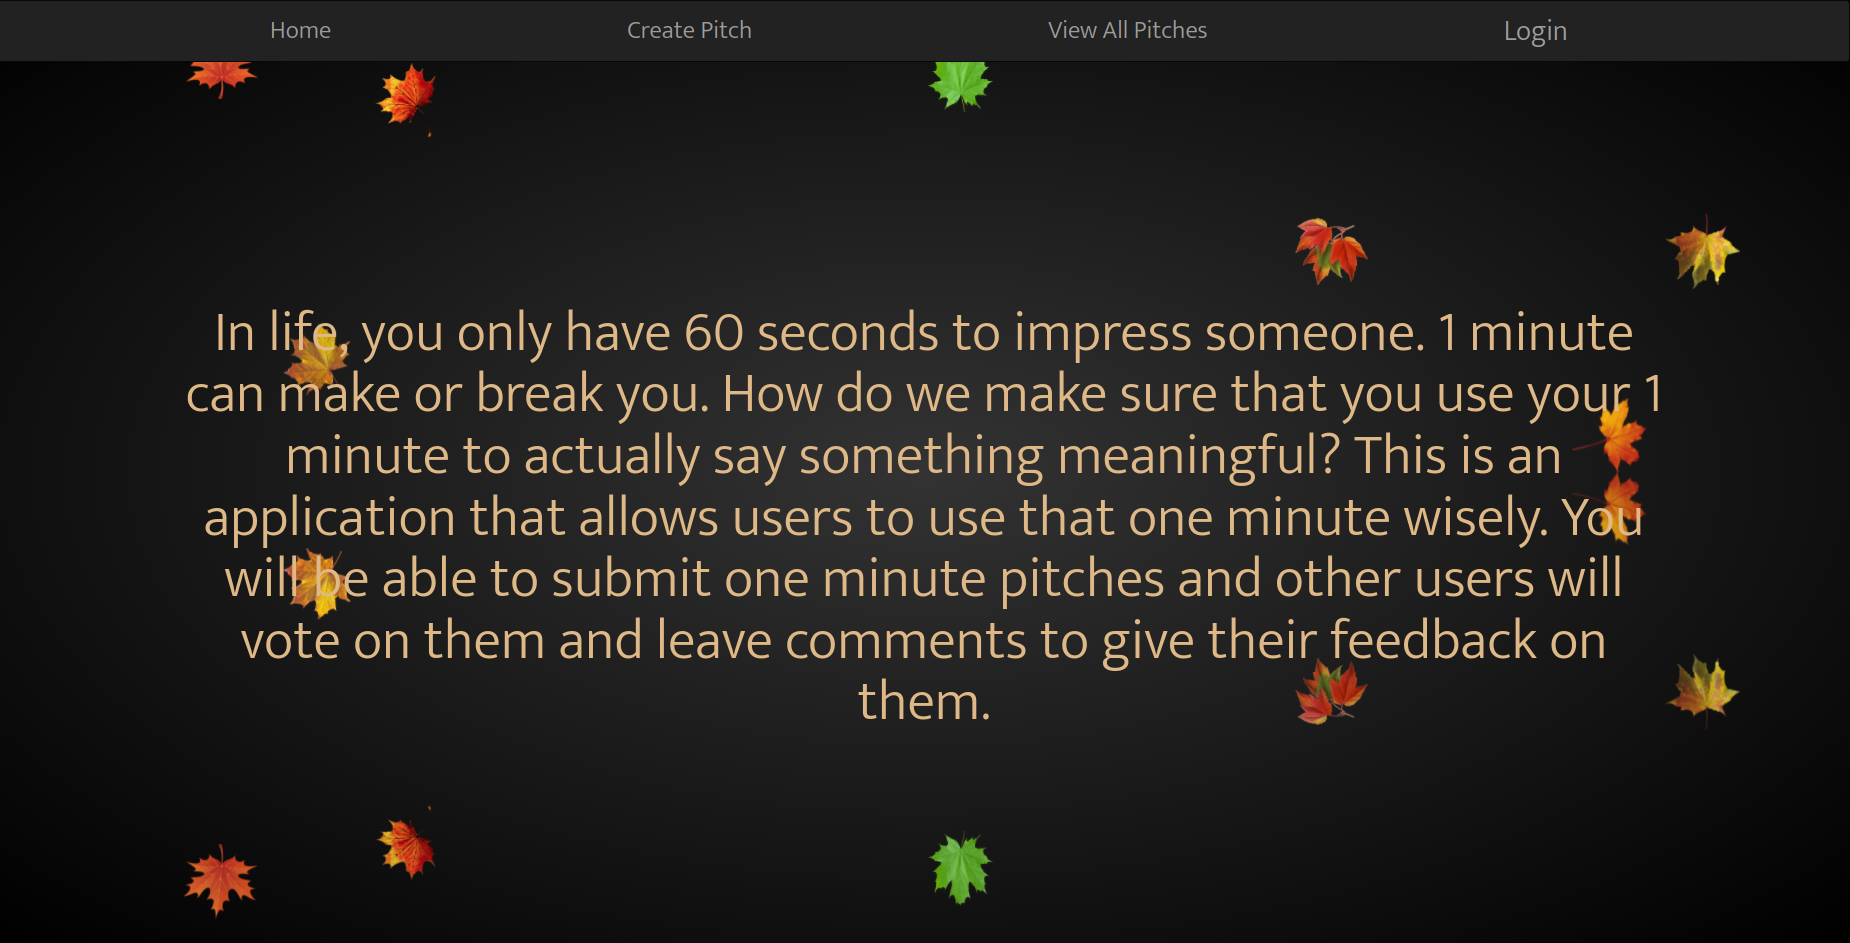 Home Create Pitch View All Pitches Login
In life, you only have 60 seconds to impress someone. 1 minute
can make or break you. How do we make sure that you use your 1
minute to actually say something meaningful? This is an
application that allows users to use that one minute wisely. You
will be able to submit one minute pitches and other users will
vote on them and leave comments to give their feedback on
them.